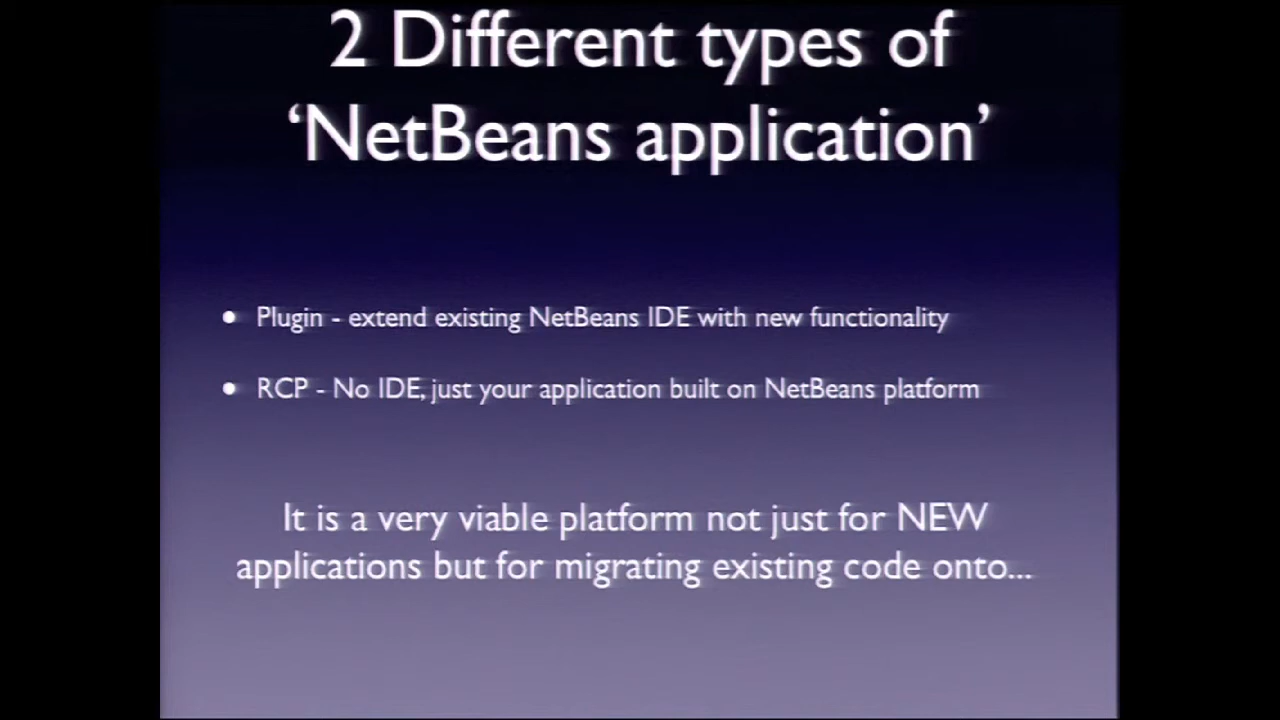 2 Different types of
‘NetBeans application’
• Plugin - extend existing NetBeans IDE with new functionality
• RCP - No IDE, just your application built on NetBeans platform
It is a very viable platform not just for NEW
applications but for migrating existing code onto...